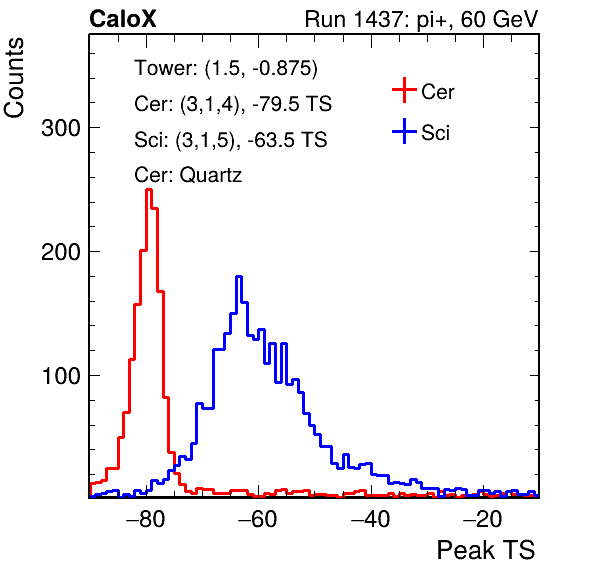 CaloX Run 1437: pi+, 60 GeV
Counts
Tower: (1.5, -0.875)
Cer: (3,1,4), -79.5 TS
Sci: (3,1,5), -63.5 TS
Cer: Quartz
Cer
Sci
300
200
100
−80 −60 −40 −20
Peak TS